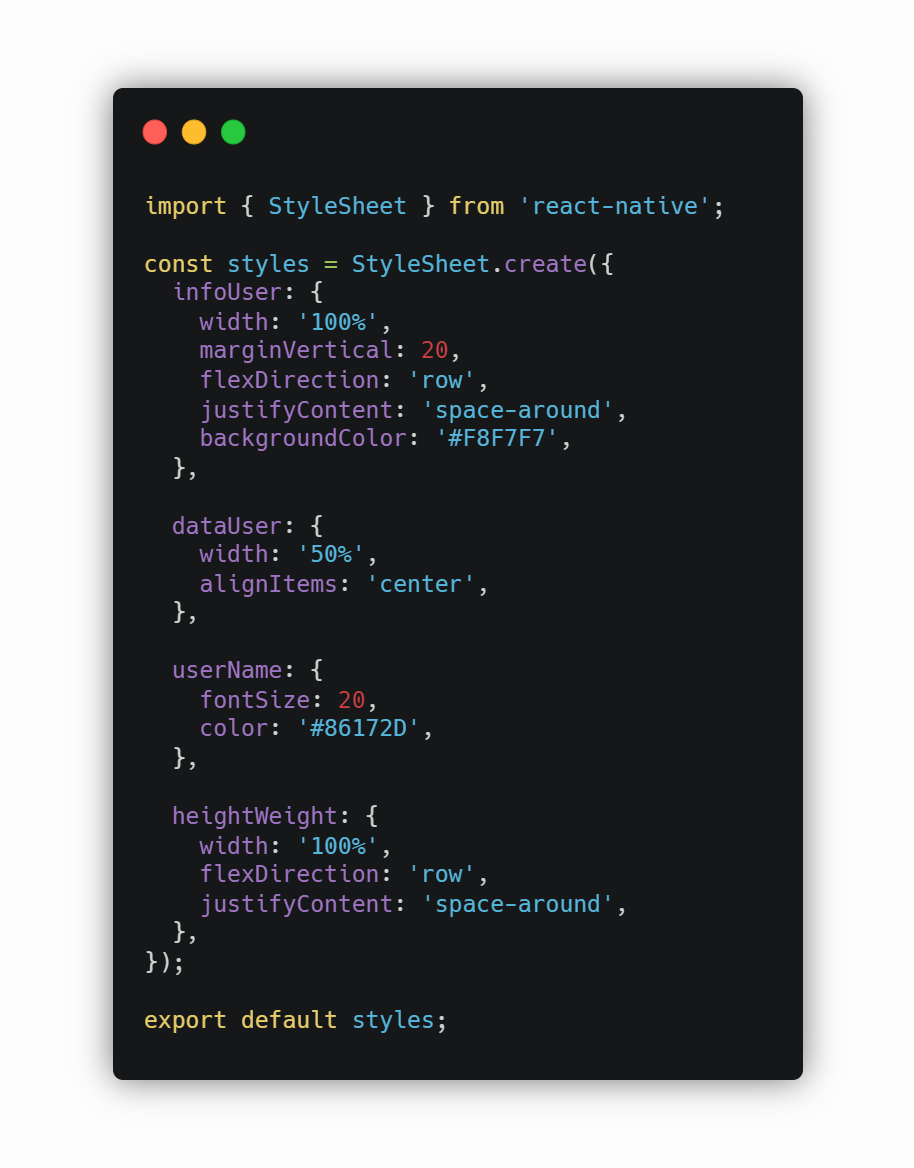 import { StyleSheet } from 'react-native';

const styles = StyleSheet.create({
  infoUser: {
    width: '100%',
    marginVertical: 20,
    flexDirection: 'row',
    justifyContent: 'space-around',
    backgroundColor: '#F8F7F7',
  },

  dataUser: {
    width: '50%',
    alignItems: 'center',
  },

  userName: {
    fontSize: 20,
    color: '#86172D',
  },

  heightWeight: {
    width: '100%',
    flexDirection: 'row',
    justifyContent: 'space-around',
  },
});

export default styles;